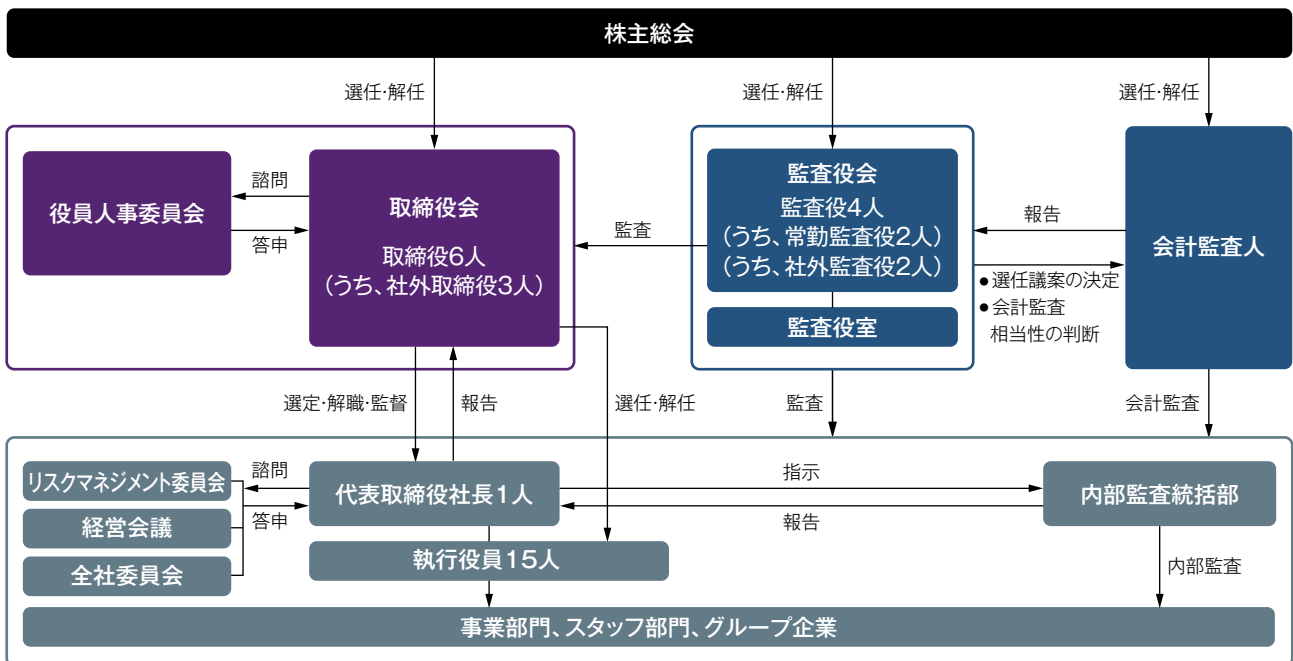 株主総会
選任・解任
選任・解任
選任・解任
役員人事委員会
諮問
答申
取締役会
取締役6人
（うち、社外取締役3人）
監査
監査役会
監査役4人
（うち、常勤監査役2人）
（うち、社外監査役2人）
監査役室
報告
●選任議案の決定
●会計監査
相当性の判断
会計監査人
選定・解職・監督
報告
選任・解任
監査
会計監査
リスクマネジメント委員会
経営会議
全社委員会
諮問
答申
代表取締役社長1人
執行役員15人
指示
報告
内部監査統括部
内部監査
事業部門、スタッフ部門、グループ企業